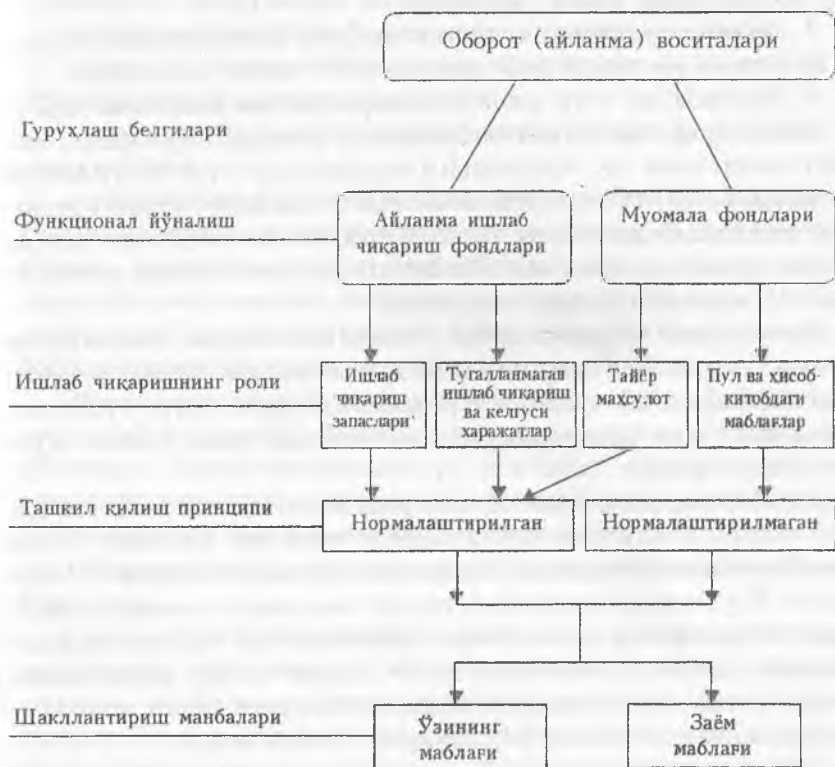 Оборот (айланма) воситалари
Гуруҳлаш белгилари
Функционал йўналиш
Айланма ишлаб
чиқариш фондлари
Муомала фондлари
Ишлаб чиқаришнинг роли
Ишлаб
чиқариш
запаслари
Тугалланмаган
ишлаб чиқариш
ва келгуси
харажатлар
Тайёр
маҳсулот
Пул ва ҳисоб-
китобдаги
маблағлар
Ташкил қилиш принципи
Нормалаштирилган
Нормалаштирилмаган
Шакллантириш манбалари
Ўзининг
маблағи
Заём
маблағи